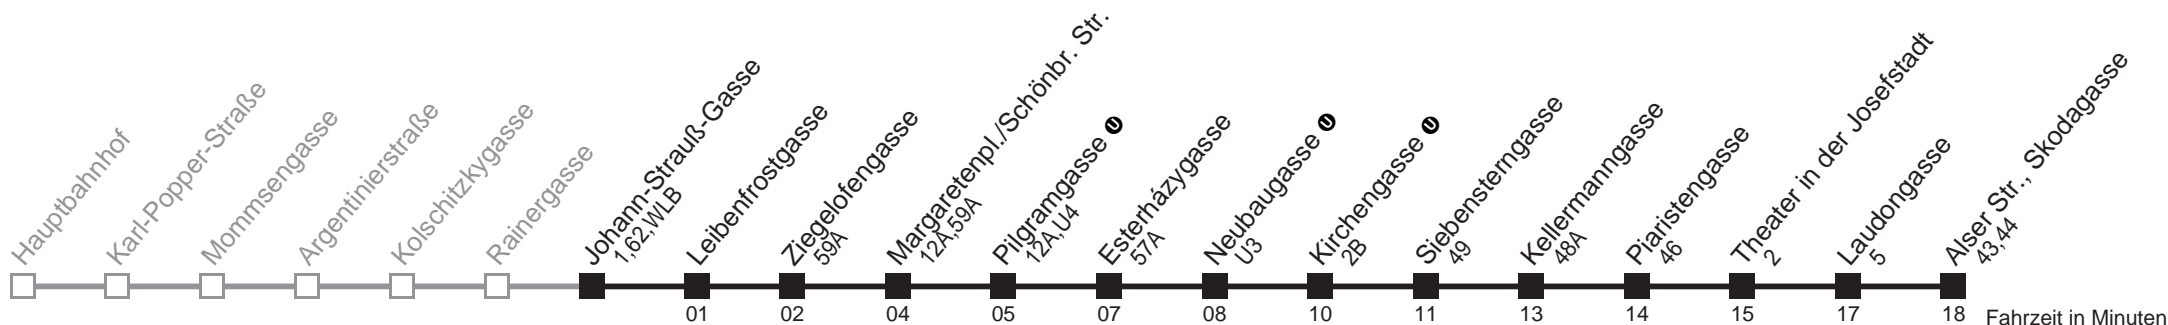 Hauptbahnhof
Karl-Popper-Straße
Mommsengasse
Argentinierstraße
Kolschitzkygasse
Rainergasse
Johann-Strauß-Gasse
1,62,WLB
Leibenfrostgasse
Ziegelofengasse
59A
Margaretenpl./Schönbr. Str.
12A,59A
Pilgramgasse U
12A,U4
Esterházygasse
57A
Neubaugasse U
U3
Kirchengasse U
2B
Siebensterngasse
49
Kellermanngasse
48A
Piaristengasse
46
Theater in der Josefstadt
2
Laudongasse
5
Alser Str., Skodagasse
43,44
01 02 04 05 07 08 10 11 13 14 15 17 18 Fahrzeit in Minuten